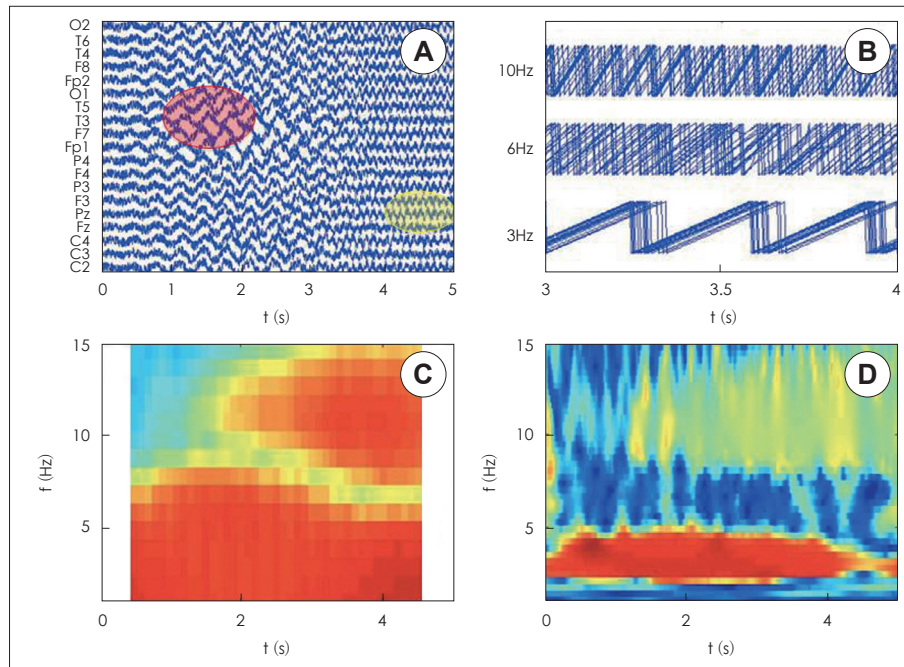 A
O2
T6
T4
F8
Fp2
O1
T5
T3
F7
Fp1
P4
F4
P3
F3
Pz
Fz
C4
C3
C2
0 1 2 3 4 5
t (s)
B
10Hz
6Hz
3Hz
3 3.5 4
t (s)
C
15
10
5
f (Hz)
0 2 4
t (s)
D
15
10
5
f (Hz)
0 2 4
t (s)